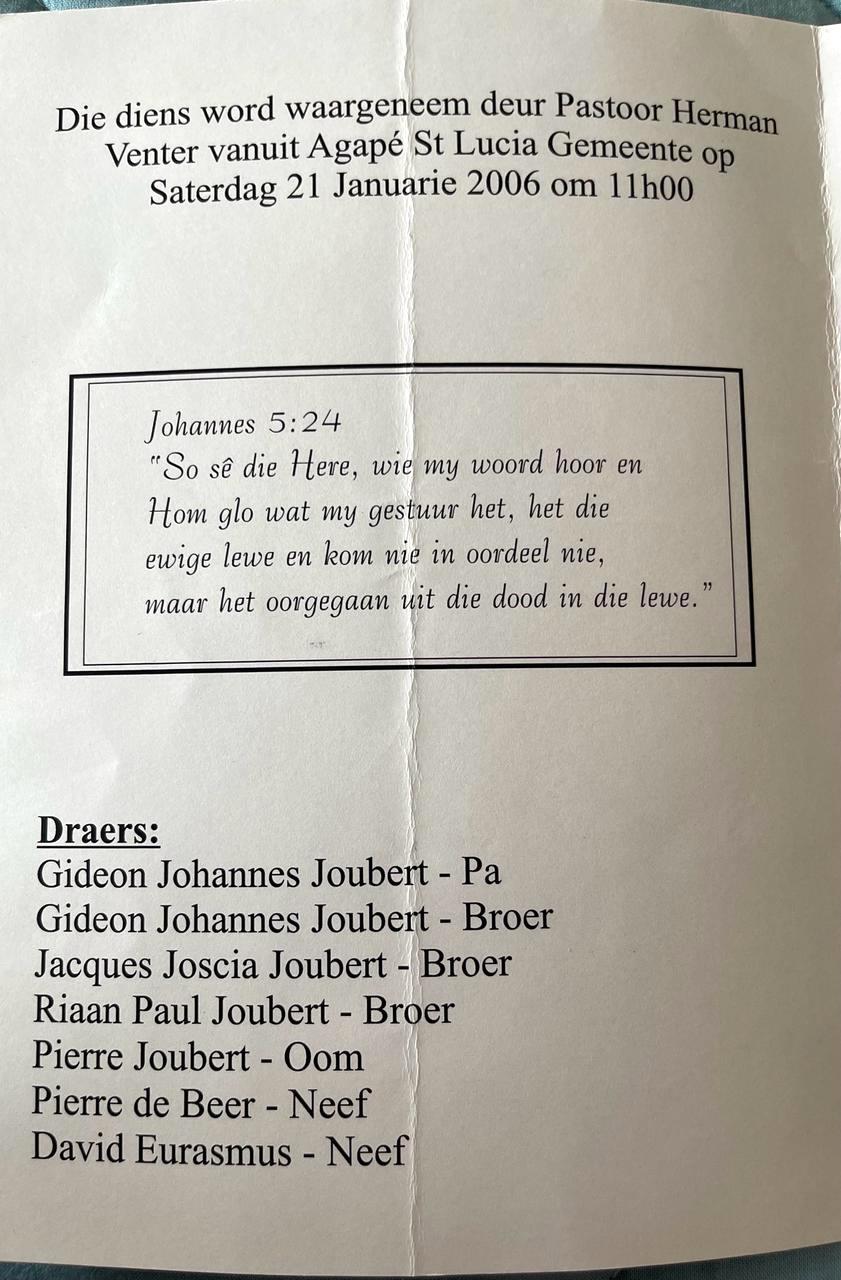 Die diens word waargeneem deur Pastoor Herman
Venter vanuit Agapé St Lucia Gemeente op
Saterdag 21 Januarie 2006 om 11h00
Johannes 5:24
"So sê die Here, wie my woord hoor en
Hom glo wat my gestuur het, het die
ewige lewe en kom nie in oordeel nie,
maar het oorgegaan uit die dood in die lewe."
Draers:
Gideon Johannes Joubert - Pa
Gideon Johannes Joubert - Broer
Jacques Joscia Joubert - Broer
Riaan Paul Joubert - Broer
Pierre Joubert - Oom
Pierre de Beer - Neef
David Eurasmus - Neef